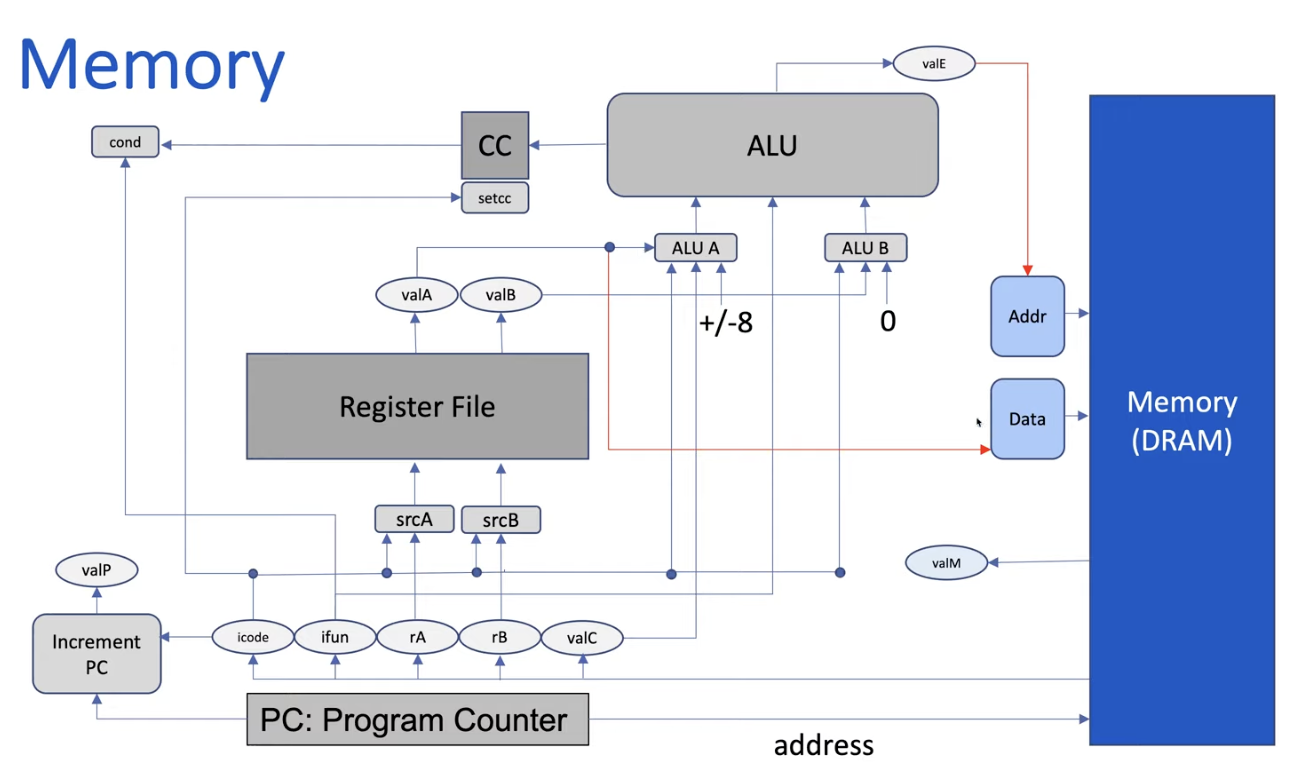 Memory
valE
cond
CC
ALU
setcc
ALU A
ALU B
valA
valB
+/-8
0
Addr
Register File
Data
Memory
(DRAM)
srcA
srcB
valP
valM
Increment
PC
icode
ifun
rA
rB
valC
PC: Program Counter
address